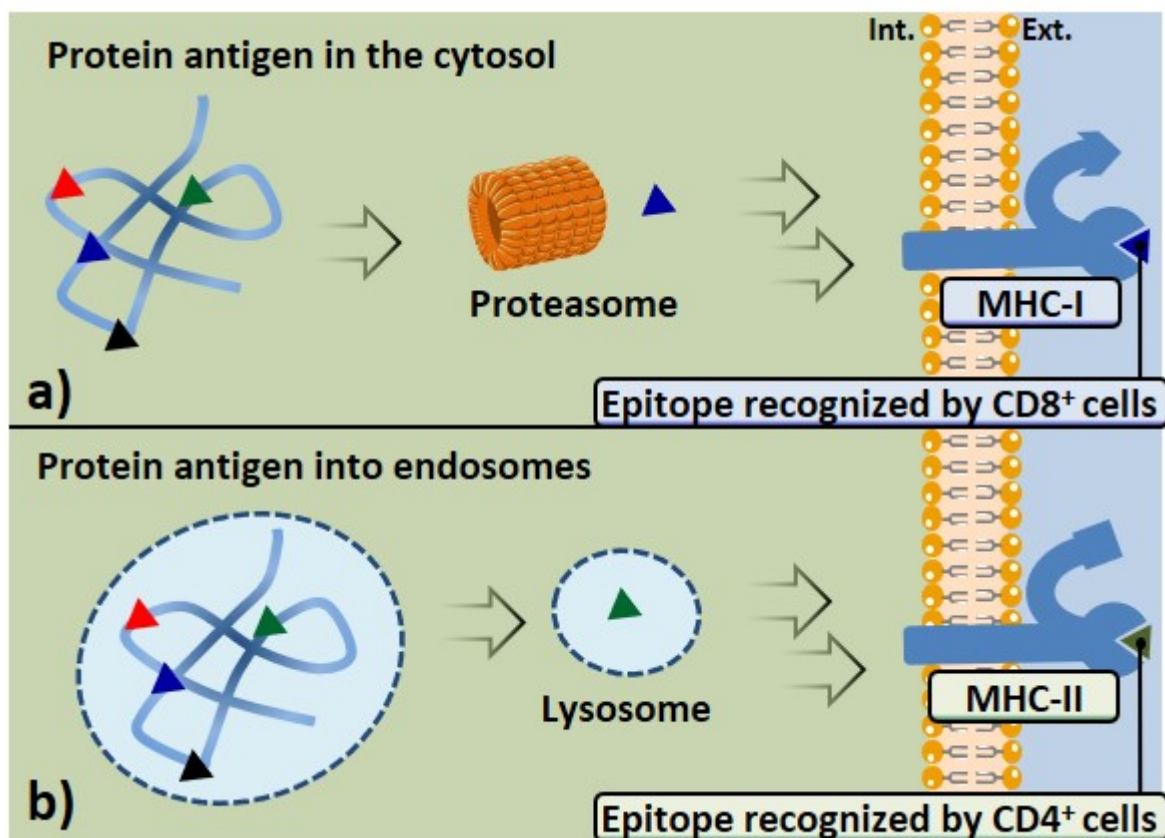 Protein antigen in the cytosol
Int.
Ext.
Proteasome
MHC-I
a)
Epitope recognized by CD8⁺ cells
Protein antigen into endosomes
Lysosome
MHC-II
b)
Epitope recognized by CD4⁺ cells